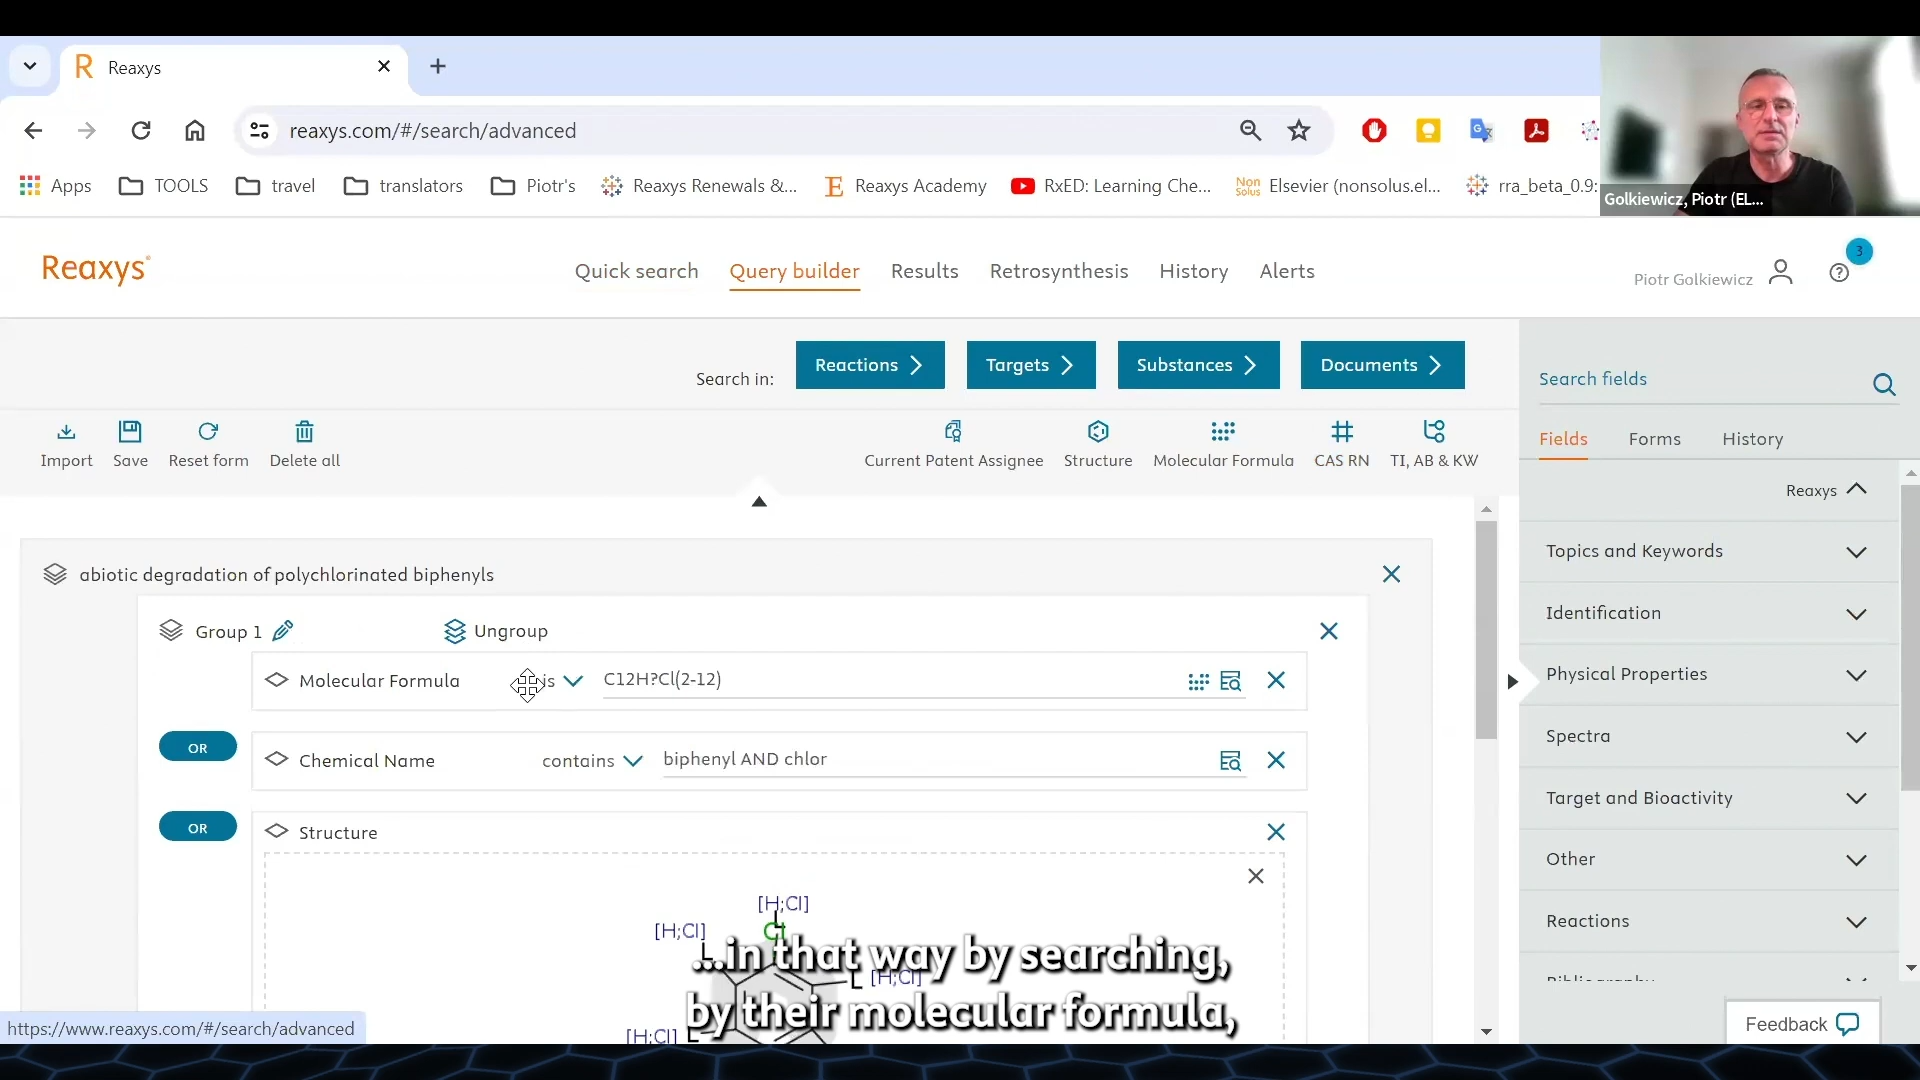 Reaxys
reaxys.com/#/search/advanced
Apps
TOOLS
travel
translators
Piotr's
Reaxys Renewals &...
Reaxys Academy
RxED: Learning Che...
Non Solus
Elsevier (nonsolus.el...
rra_beta_0.9:
Golkiewicz, Piotr (EL...
Reaxys
Quick search
Query builder
Results
Retrosynthesis
History
Alerts
Piotr Golkiewicz
3
Search in:
Reactions
Targets
Substances
Documents
Search fields
Import
Save
Reset form
Delete all
Current Patent Assignee
Structure
Molecular Formula
CAS RN
TI, AB & KW
Fields
Forms
History
Reaxys
abiotic degradation of polychlorinated biphenyls
Group 1
Ungroup
Molecular Formula
is
C12H?Cl(2-12)
OR
Chemical Name
contains
biphenyl AND chlor
OR
Structure
[H;Cl]
[H;Cl]
Cl
[H;Cl]
[H;Cl]
Topics and Keywords
Identification
Physical Properties
Spectra
Target and Bioactivity
Other
Reactions
Bibliography
...in that way by searching,
by their molecular formula,
https://www.reaxys.com/#/search/advanced
Feedback